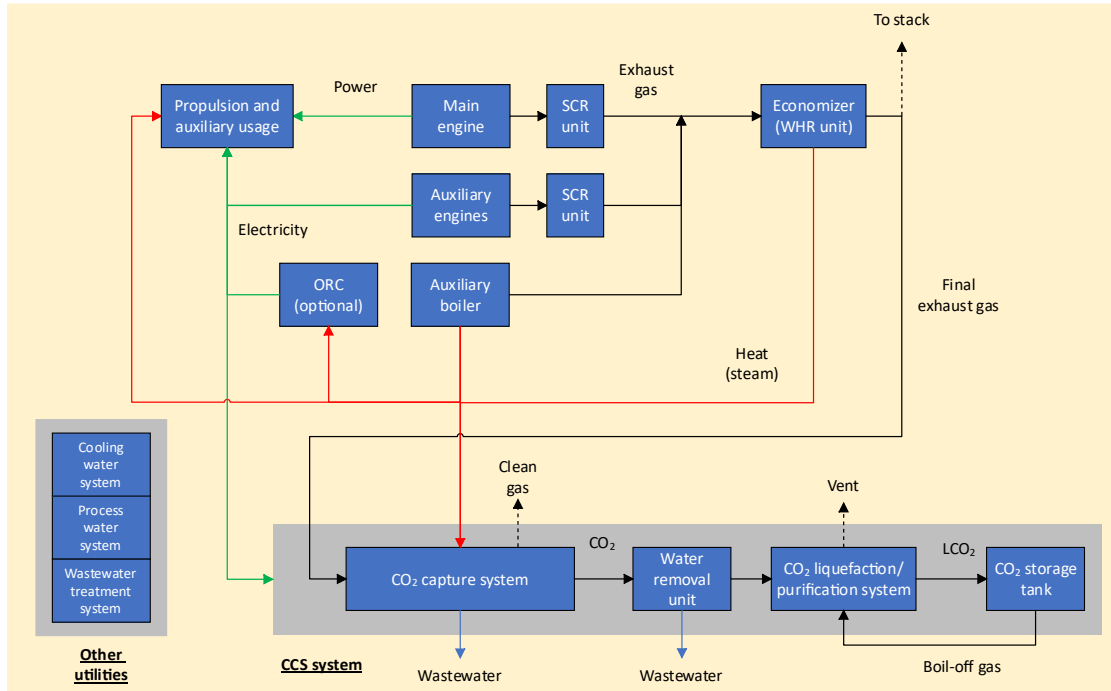 To stack
Propulsion and
auxiliary usage
Power
Main
engine
SCR
unit
Exhaust
gas
Economizer
(WHR unit)
Auxiliary
engines
SCR
unit
Electricity
ORC
(optional)
Auxiliary
boiler
Final
exhaust gas
Heat
(steam)
Cooling
water
system
Process
water
system
Wastewater
treatment
system
Other
utilities
Clean
gas
Vent
CO₂ capture system
CO₂
Water
removal
unit
CO₂ liquefaction/
purification system
LCO₂
CO₂ storage
tank
CCS system
Wastewater
Wastewater
Boil-off gas